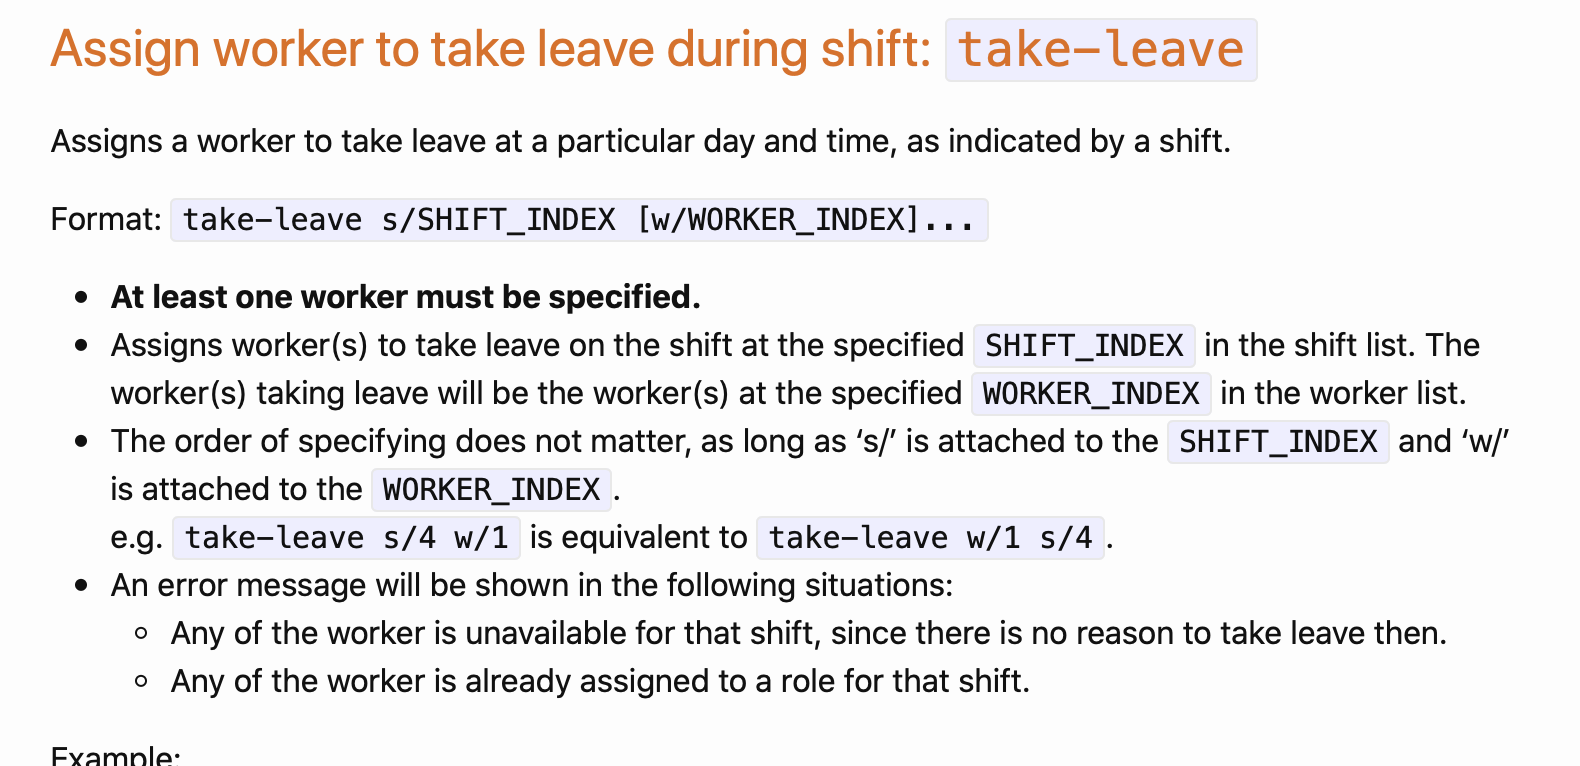 Assign worker to take leave during shift: take-leave
Assigns a worker to take leave at a particular day and time, as indicated by a shift.
Format: take-leave s/SHIFT_INDEX [w/WORKER_INDEX]...
At least one worker must be specified.
Assigns worker(s) to take leave on the shift at the specified SHIFT_INDEX in the shift list. The
worker(s) taking leave will be the worker(s) at the specified WORKER_INDEX in the worker list.
The order of specifying does not matter, as long as ‘s/’ is attached to the SHIFT_INDEX and ‘w/’
is attached to the WORKER_INDEX.
e.g. take-leave s/4 w/1 is equivalent to take-leave w/1 s/4.
An error message will be shown in the following situations:
Any of the worker is unavailable for that shift, since there is no reason to take leave then.
Any of the worker is already assigned to a role for that shift.
Example: